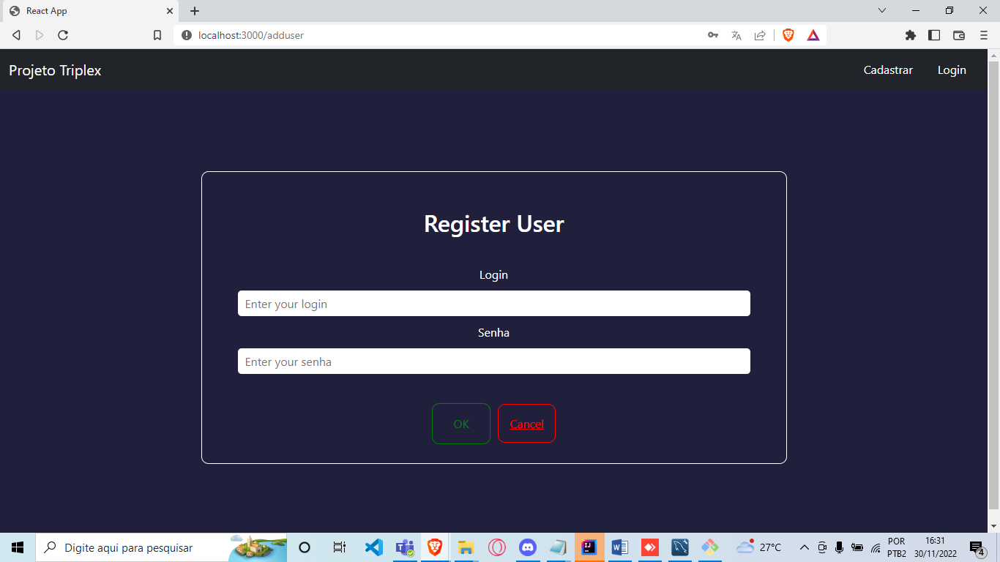 React App
localhost:3000/adduser
Projeto Triplex
Cadastrar
Login
Register User
Login
Enter your login
Senha
Enter your senha
OK
Cancel
Digite aqui para pesquisar
IJ
W
27°C
POR
PTB2
16:31
30/11/2022
4